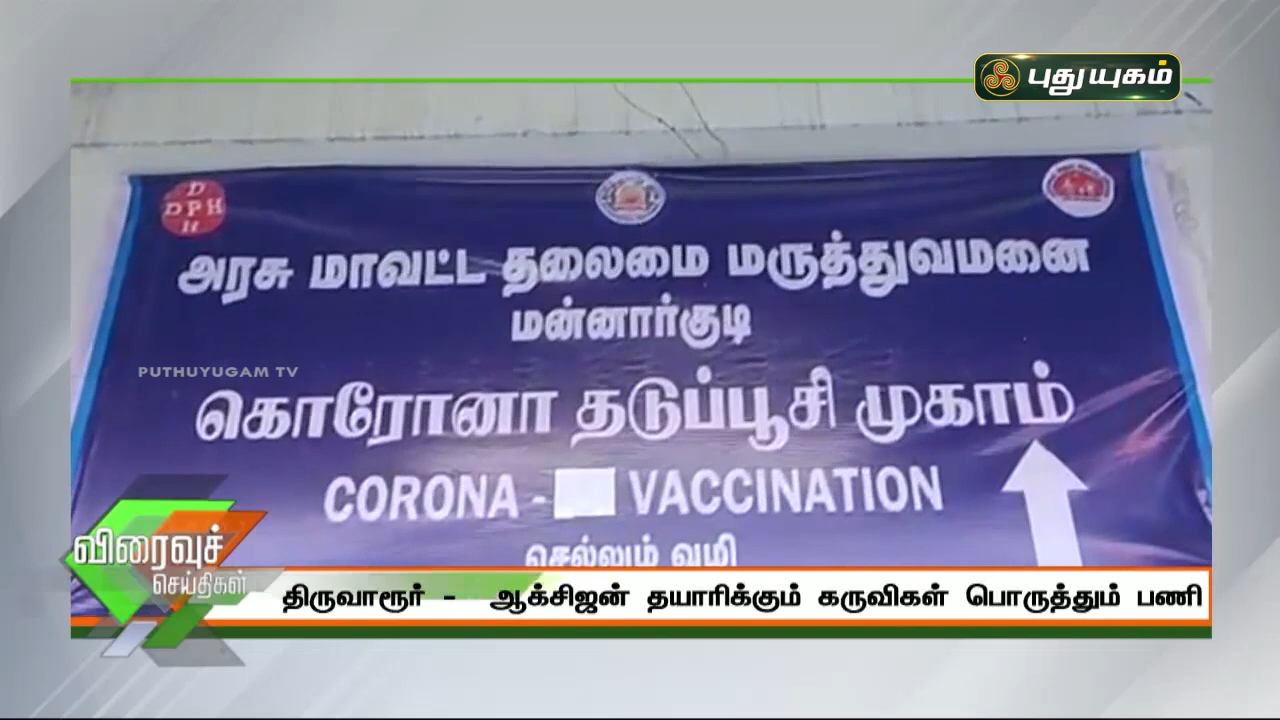 புதுயுகம்
D
DPH
H
அரசு மாவட்ட தலைமை மருத்துவமனை
மன்னார்குடி
PUTHUYUGAM TV
கொரோனா தடுப்பூசி முகாம்
CORONA - VACCINATION
செல்லும் வழி
விரைவுச்
செய்திகள்
திருவாரூர் - ஆக்சிஜன் தயாரிக்கும் கருவிகள் பொருத்தும் பணி